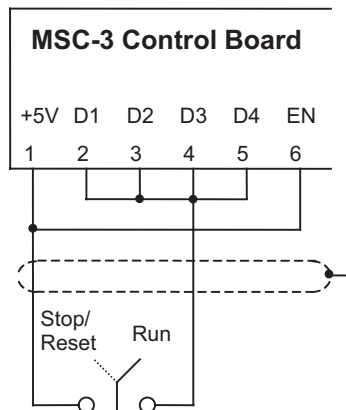 MSC-3 Control Board
+5V D1 D2 D3 D4 EN
1 2 3 4 5 6
Stop/
Reset
Run